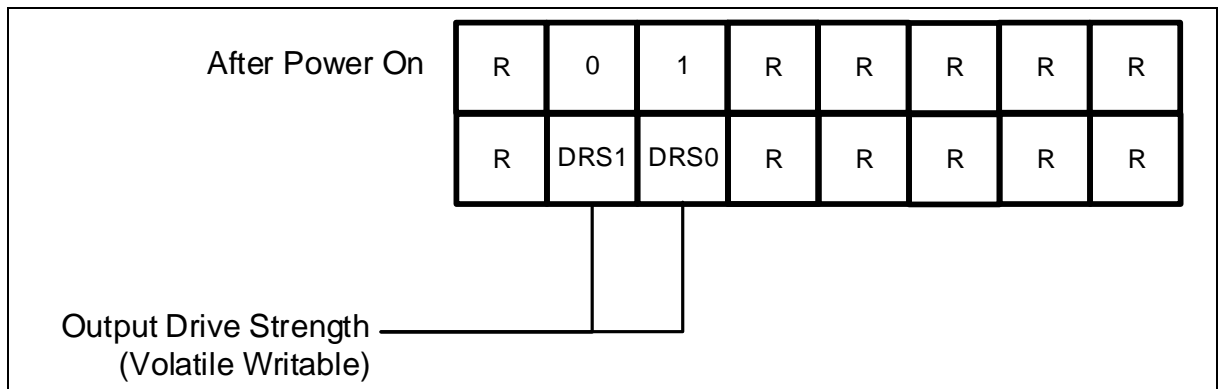 After Power On R 0 1 R R R R R
R DRS1 DRS0 R R R R R
Output Drive Strength
(Volatile Writable)